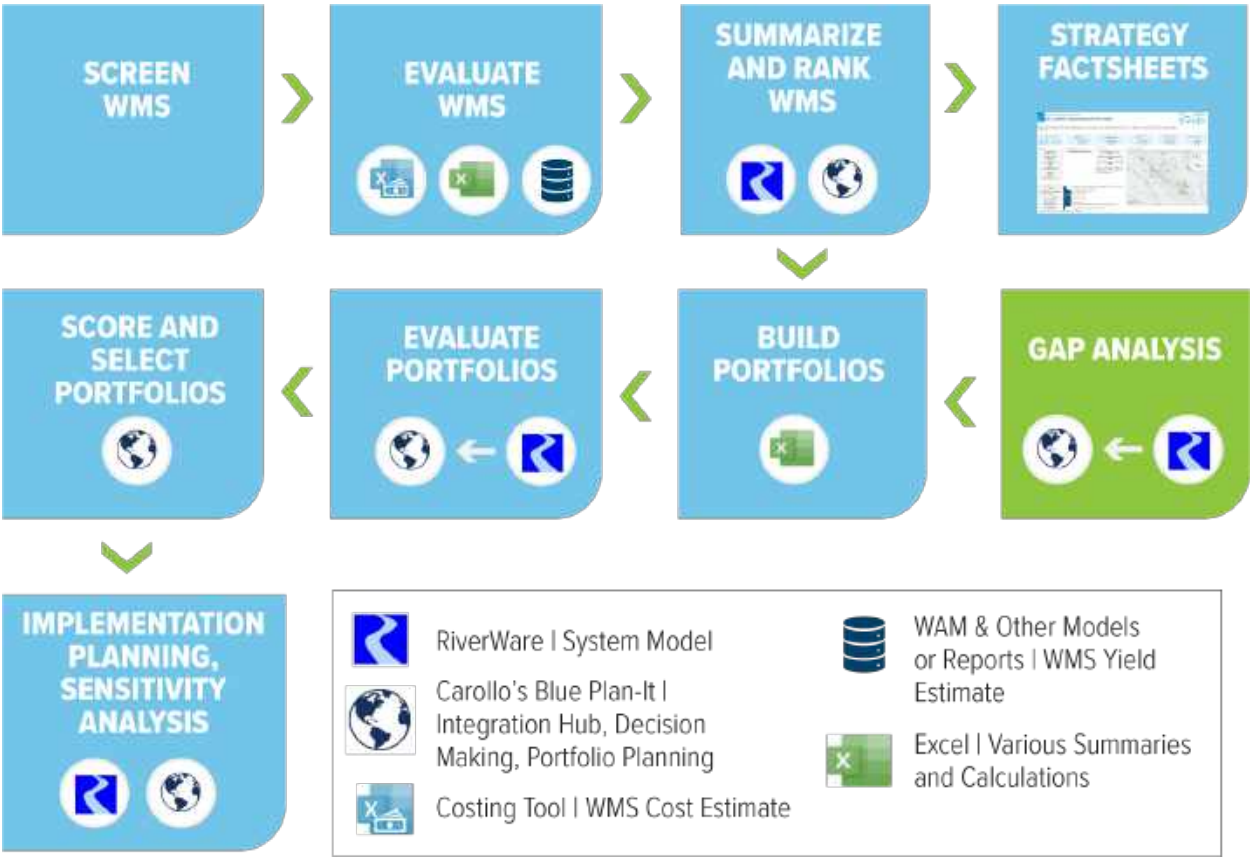 SCREEN
WMS
EVALUATE
WMS
SUMMARIZE
AND RANK
WMS
STRATEGY
FACTSHEETS
SCORE AND
SELECT
PORTFOLIOS
EVALUATE
PORTFOLIOS
BUILD
PORTFOLIOS
GAP ANALYSIS
IMPLEMENTATION
PLANNING,
SENSITIVITY
ANALYSIS
RiverWare | System Model
Carollo's Blue Plan-It |
Integration Hub, Decision
Making, Portfolio Planning
Costing Tool | WMS Cost Estimate
WAM & Other Models
or Reports | WMS Yield
Estimate
Excel | Various Summaries
and Calculations